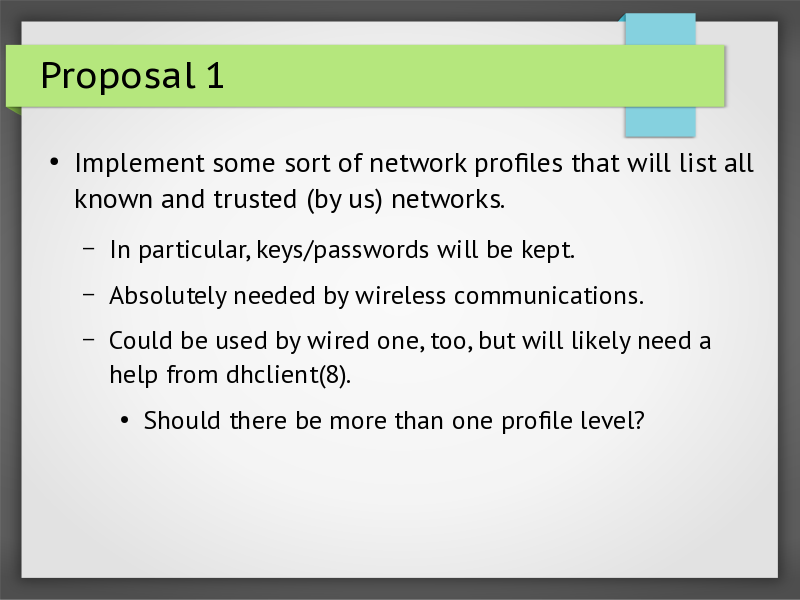 Proposal 1
• Implement some sort of network profiles that will list all
known and trusted (by us) networks.
– In particular, keys/passwords will be kept.
– Absolutely needed by wireless communications.
– Could be used by wired one, too, but will likely need a
help from dhclient(8).
• Should there be more than one profile level?